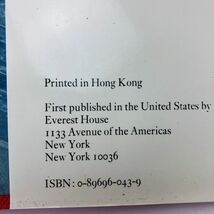 Printed in Hong Kong
First published in the United States by
Everest House
1133 Avenue of the Americas
New York
New York 10036
ISBN: 0-89696-043-9